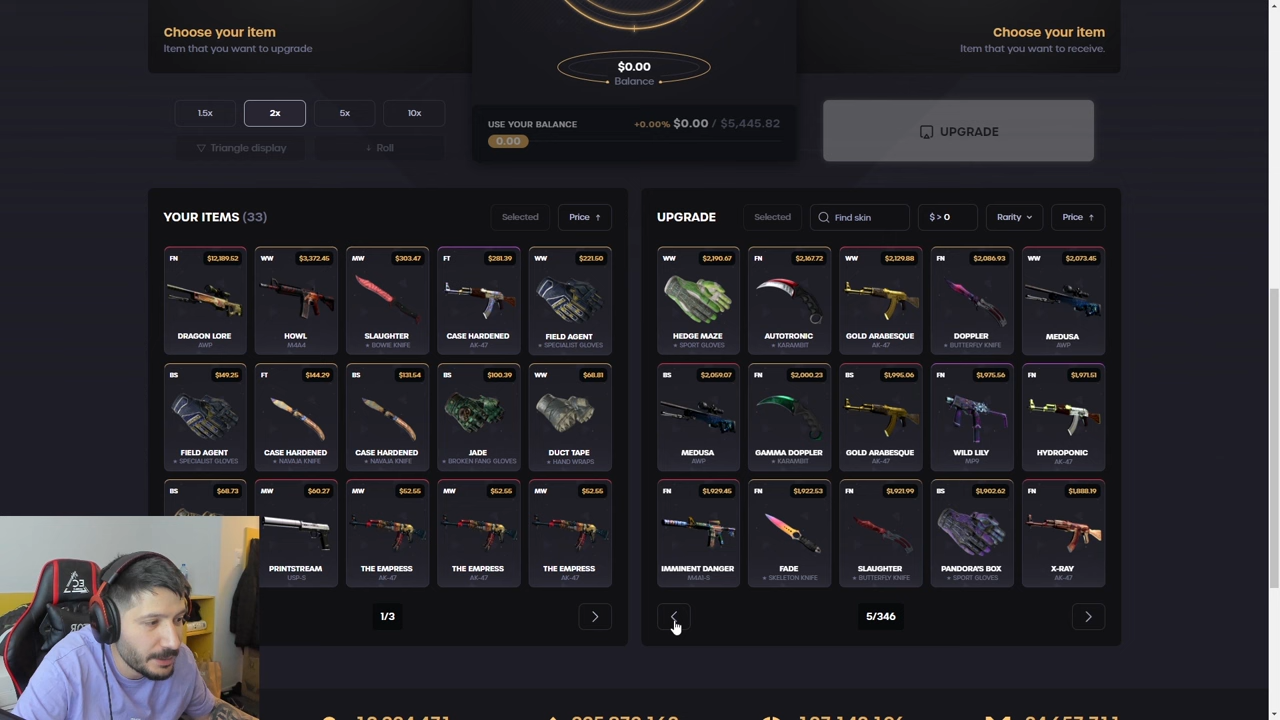 Choose your item
Item that you want to upgrade
$0.00
Balance
Choose your item
Item that you want to receive.
1.5x
2x
5x
10x
Triangle display
Roll
USE YOUR BALANCE
+0.00% $0.00 / $5,445.82
0.00
UPGRADE
YOUR ITEMS (33)
Selected
Price ↑
FN $12,189.52
WW $3,372.45
MW $303.47
FT $281.39
WW $221.50
DRAGON LORE
HOWL
SLAUGHTER
CASE HARDENED
FIELD AGENT
AWP
M4A4
★ BOWIE KNIFE
AK-47
★ SPECIALIST GLOVES
BS $149.25
FT $144.29
BS $131.54
BS $100.39
WW $68.81
FIELD AGENT
CASE HARDENED
CASE HARDENED
JADE
DUCT TAPE
★ SPECIALIST GLOVES
★ NAVAJA KNIFE
★ NAVAJA KNIFE
★ BROKEN FANG GLOVES
★ HAND WRAPS
BS $68.73
MW $60.27
MW $52.55
MW $52.55
MW $52.55
PRINTSTREAM
THE EMPRESS
THE EMPRESS
THE EMPRESS
USP-S
AK-47
AK-47
AK-47
1/3
UPGRADE
Selected
Find skin
$ > 0
Rarity
Price ↑
WW $2,190.67
FN $2,167.72
WW $2,129.88
FN $2,086.93
WW $2,073.45
HEDGE MAZE
AUTOTRONIC
GOLD ARABESQUE
DOPPLER
MEDUSA
★ SPORT GLOVES
★ KARAMBIT
AK-47
★ BUTTERFLY KNIFE
AWP
BS $2,059.07
FN $2,000.23
BS $1,995.06
FN $1,975.56
FN $1,971.51
MEDUSA
GAMMA DOPPLER
GOLD ARABESQUE
WILD LILY
HYDROPONIC
AWP
★ KARAMBIT
AK-47
MP9
AK-47
FN $1,929.45
FN $1,922.53
FN $1,921.99
BS $1,902.62
FN $1,888.19
IMMINENT DANGER
FADE
SLAUGHTER
PANDORA'S BOX
X-RAY
M4A1-S
★ SKELETON KNIFE
★ BUTTERFLY KNIFE
★ SPORT GLOVES
AK-47
5/346